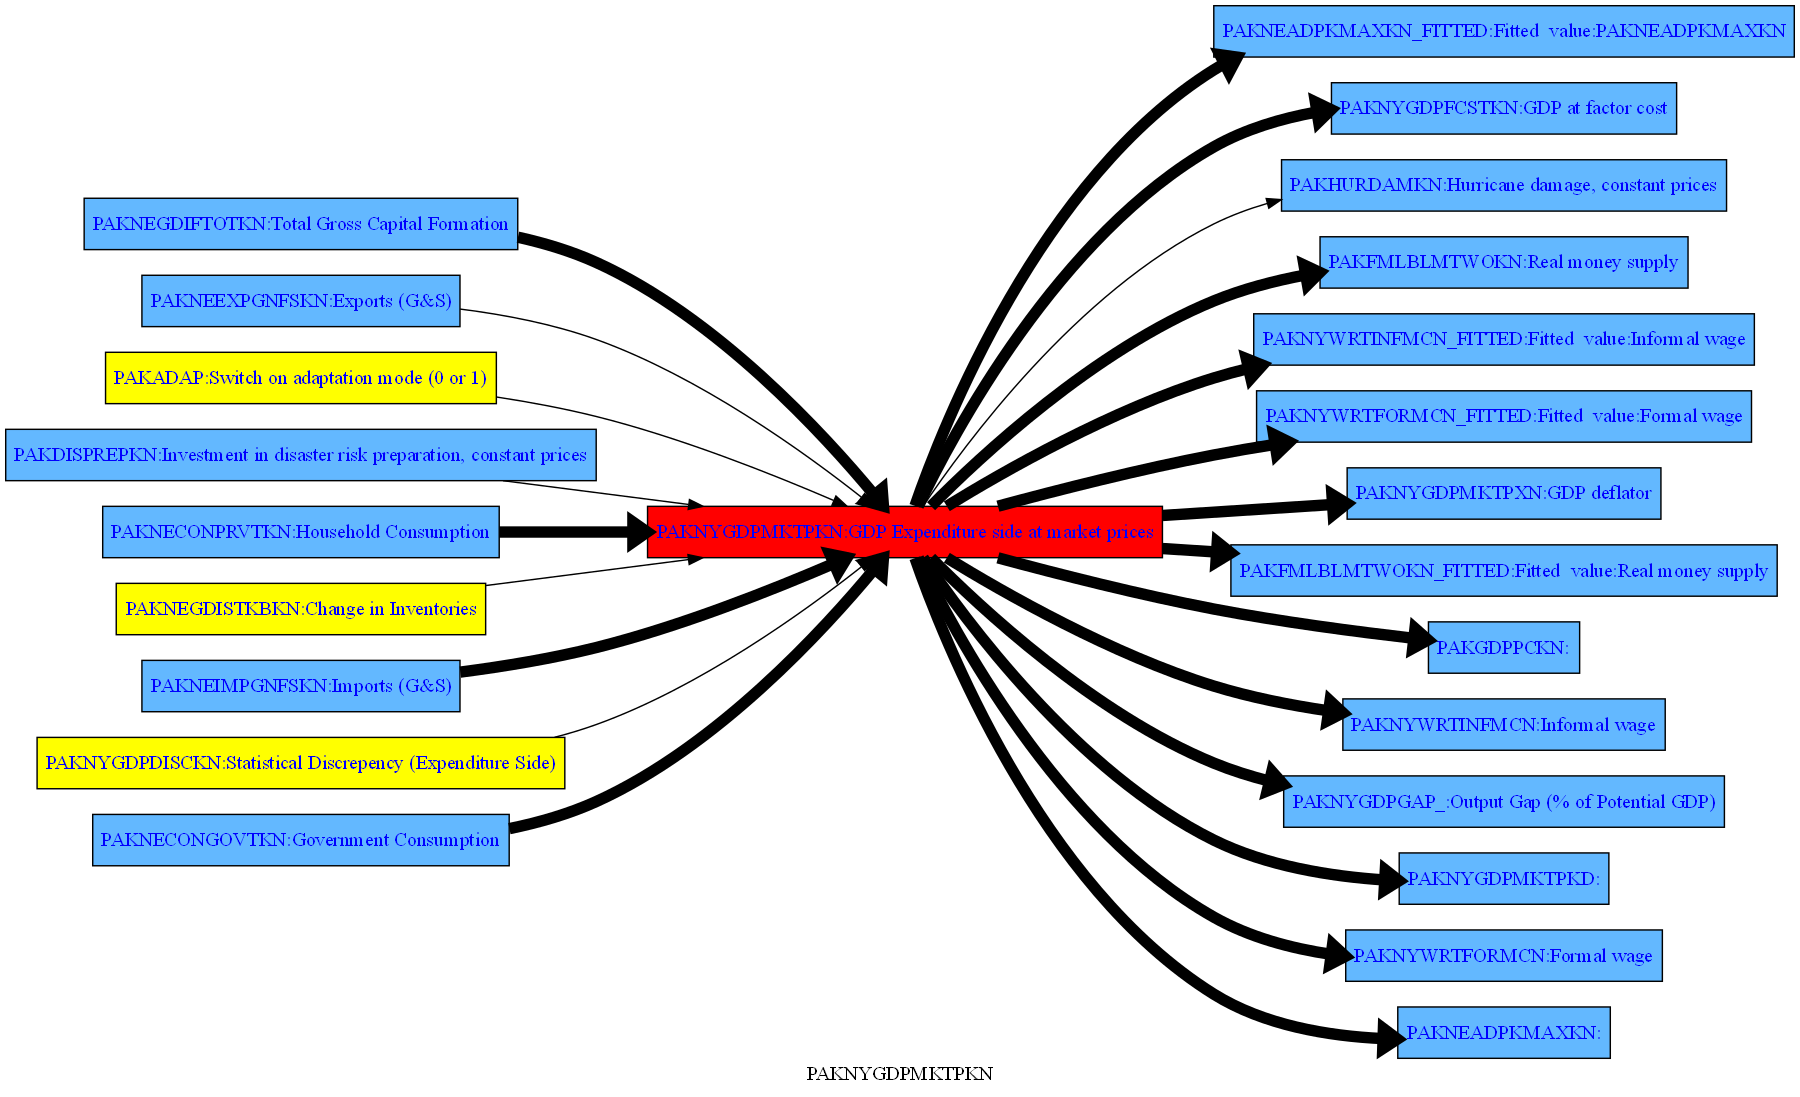 PAKNEADPKMAXKN_FITTED:Fitted value:PAKNEADPKMAXKN
PAKNYGDPFCSTKN:GDP at factor cost
PAKHURDAMKN:Hurricane damage, constant prices
PAKNEGDIFTOTKN:Total Gross Capital Formation
PAKFMLBLMTWOKN:Real money supply
PAKNEEXPGNFSKN:Exports (G&S)
PAKNYWRTINFMCN_FITTED:Fitted value:Informal wage
PAKADAP:Switch on adaptation mode (0 or 1)
PAKNYWRTFORMCN_FITTED:Fitted value:Formal wage
PAKDISPREPKN:Investment in disaster risk preparation, constant prices
PAKNYGDPMKTPXN:GDP deflator
PAKNECONPRVTKN:Household Consumption
PAKNYGDPMKTPKN:GDP Expenditure side at market prices
PAKFMLBLMTWOKN_FITTED:Fitted value:Real money supply
PAKNEGDISTKBKN:Change in Inventories
PAKGDPPCKN:
PAKNEIMPGNFSKN:Imports (G&S)
PAKNYWRTINFMCN:Informal wage
PAKNYGDPDISCKN:Statistical Discrepency (Expenditure Side)
PAKNYGDPGAP_:Output Gap (% of Potential GDP)
PAKNECONGOVTKN:Government Consumption
PAKNYGDPMKTPKD:
PAKNYWRTFORMCN:Formal wage
PAKNEADPKMAXKN:
PAKNYGDPMKTPKN